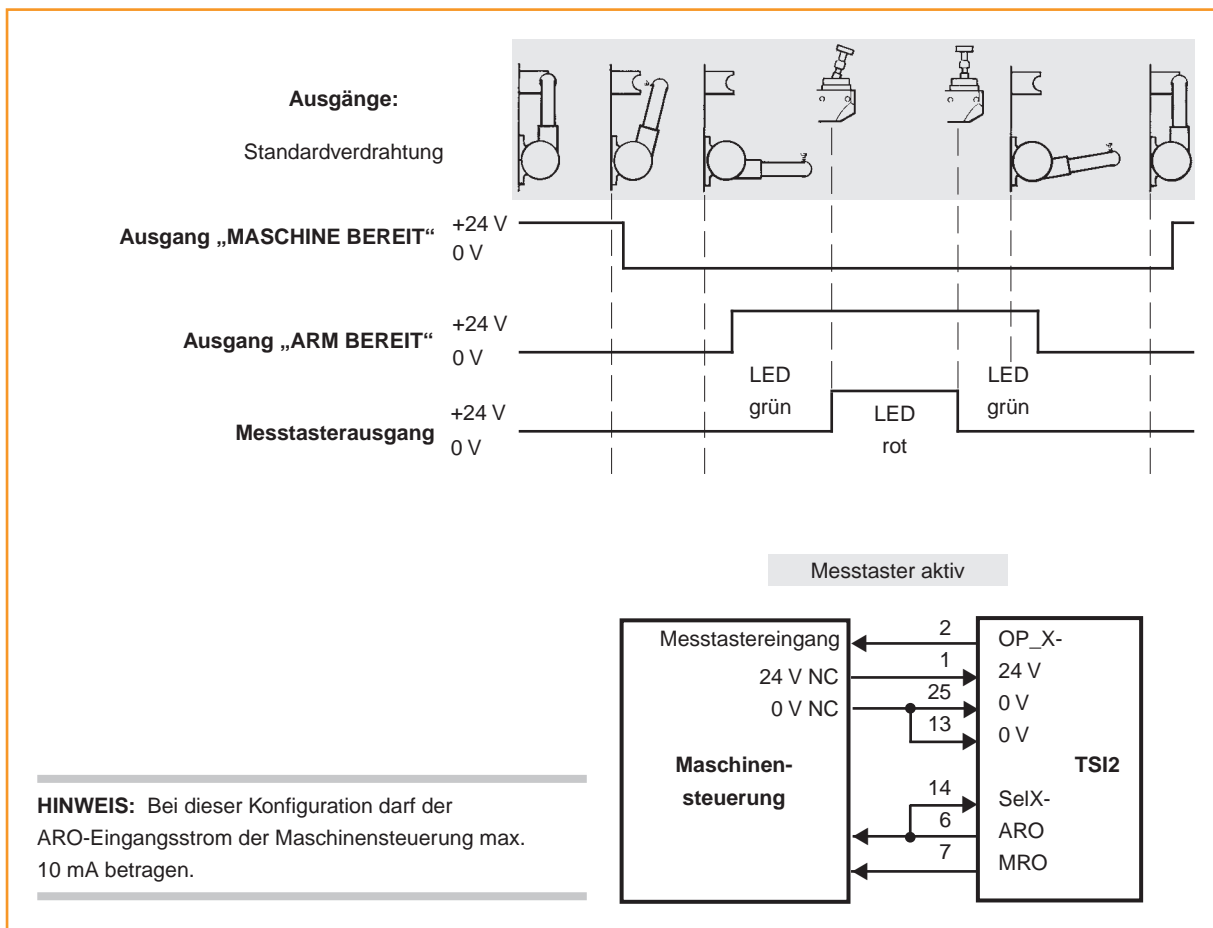 Ausgänge:
Standardverdrahtung
Ausgang „MASCHINE BEREIT“
+24 V
0 V
Ausgang „ARM BEREIT“
+24 V
0 V
LED
grün
LED
grün
Messtasterausgang
+24 V
0 V
LED
rot
Messtaster aktiv
Messtastereingang
2
OP_X-
24 V NC
1
24 V
0 V NC
25
0 V
13
0 V
Maschinen-
steuerung
TSI2
14
SelX-
6
ARO
7
MRO
HINWEIS: Bei dieser Konfiguration darf der
ARO-Eingangsstrom der Maschinensteuerung max.
10 mA betragen.